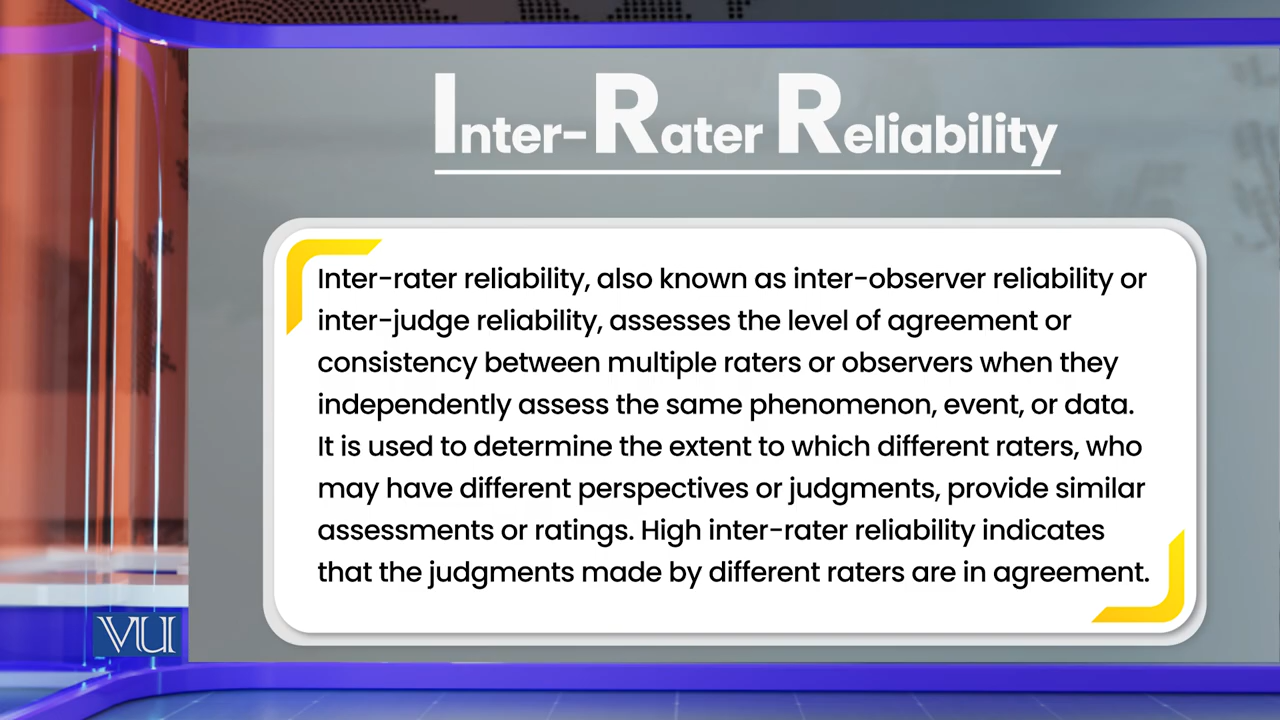 Inter-Rater Reliability
Inter-rater reliability, also known as inter-observer reliability or
inter-judge reliability, assesses the level of agreement or
consistency between multiple raters or observers when they
independently assess the same phenomenon, event, or data.
It is used to determine the extent to which different raters, who
may have different perspectives or judgments, provide similar
assessments or ratings. High inter-rater reliability indicates
that the judgments made by different raters are in agreement.
VU